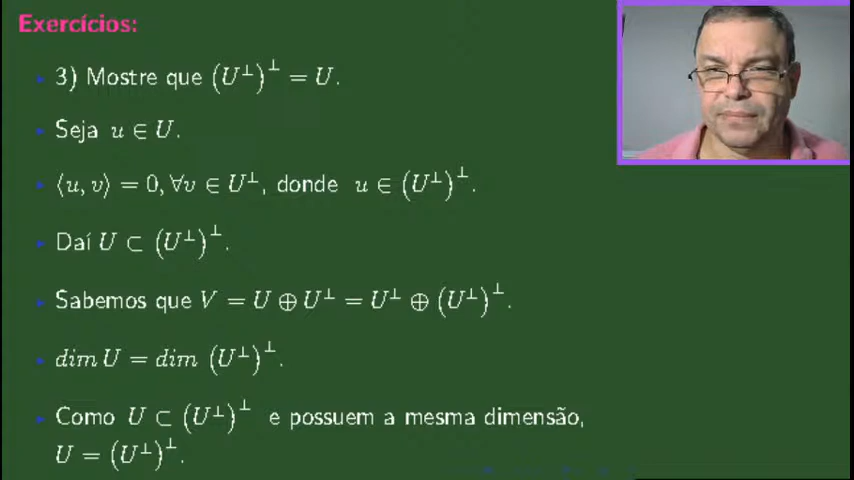 Exercícios:
3) Mostre que (U⊥)⊥ = U.
Seja u ∈ U.
⟨u, v⟩ = 0, ∀v ∈ U⊥, donde u ∈ (U⊥)⊥.
Daí U ⊂ (U⊥)⊥.
Sabemos que V = U ⊕ U⊥ = U⊥ ⊕ (U⊥)⊥.
dim U = dim (U⊥)⊥.
Como U ⊂ (U⊥)⊥ e possuem a mesma dimensão,
U = (U⊥)⊥.